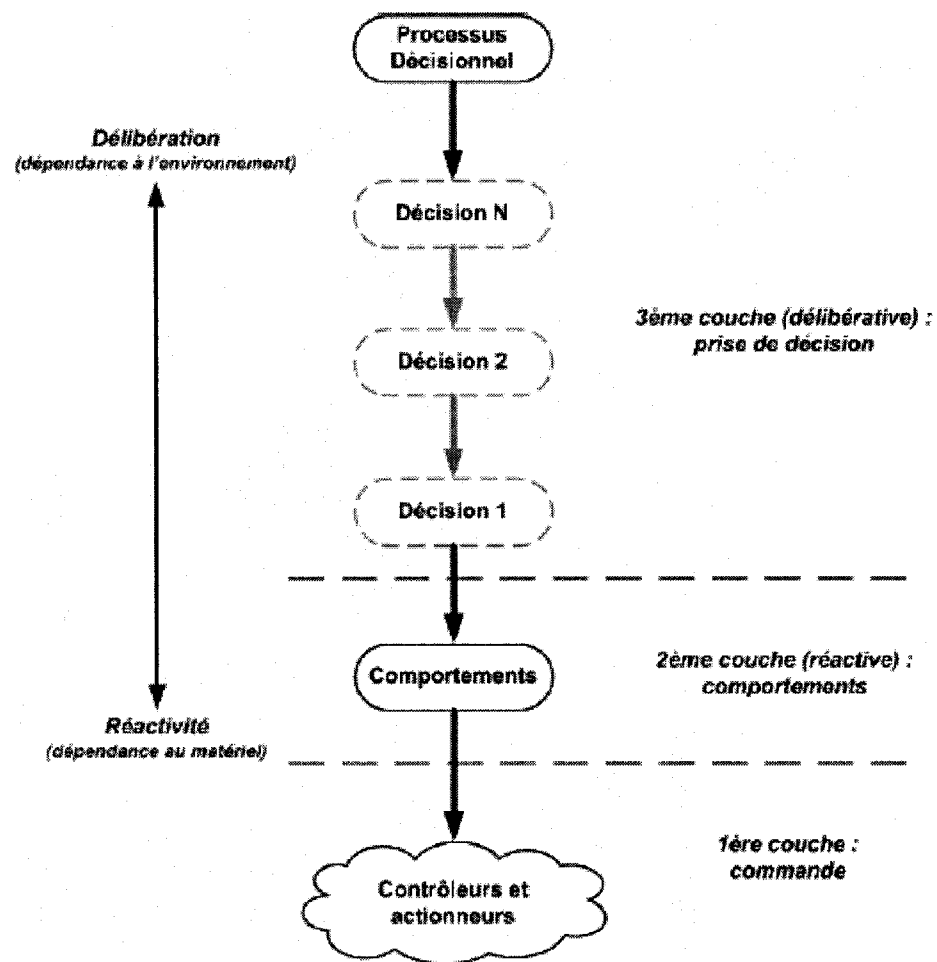 Processus
Décisionnel
Délibération
(dépendance à l'environnement)
Décision N
3ème couche (délibérative) :
prise de décision
Décision 2
Décision 1
Comportements
2ème couche (réactive) :
comportements
Réactivité
(dépendance au matériel)
1ère couche :
commande
Contrôleurs et
actionneurs